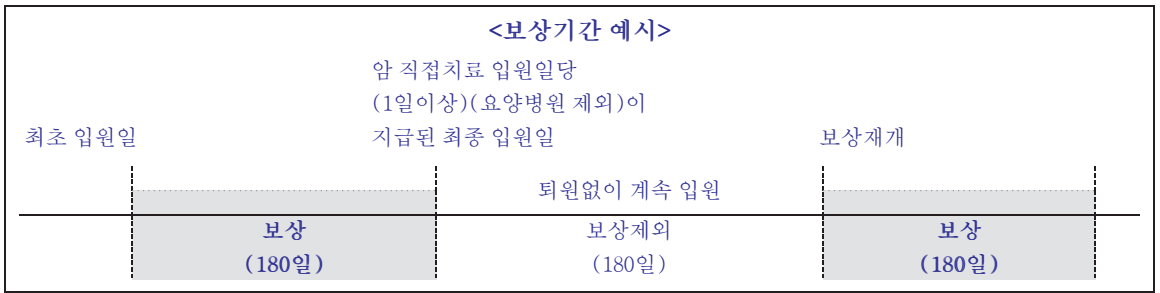 <보상기간 예시>
암 직접치료 입원일당
(1일이상)(요양병원 제외)이
최초 입원일
지급된 최종 입원일
보상재개
퇴원없이 계속 입원
보상
보상제외
보상
(180일)
(180일)
(180일)